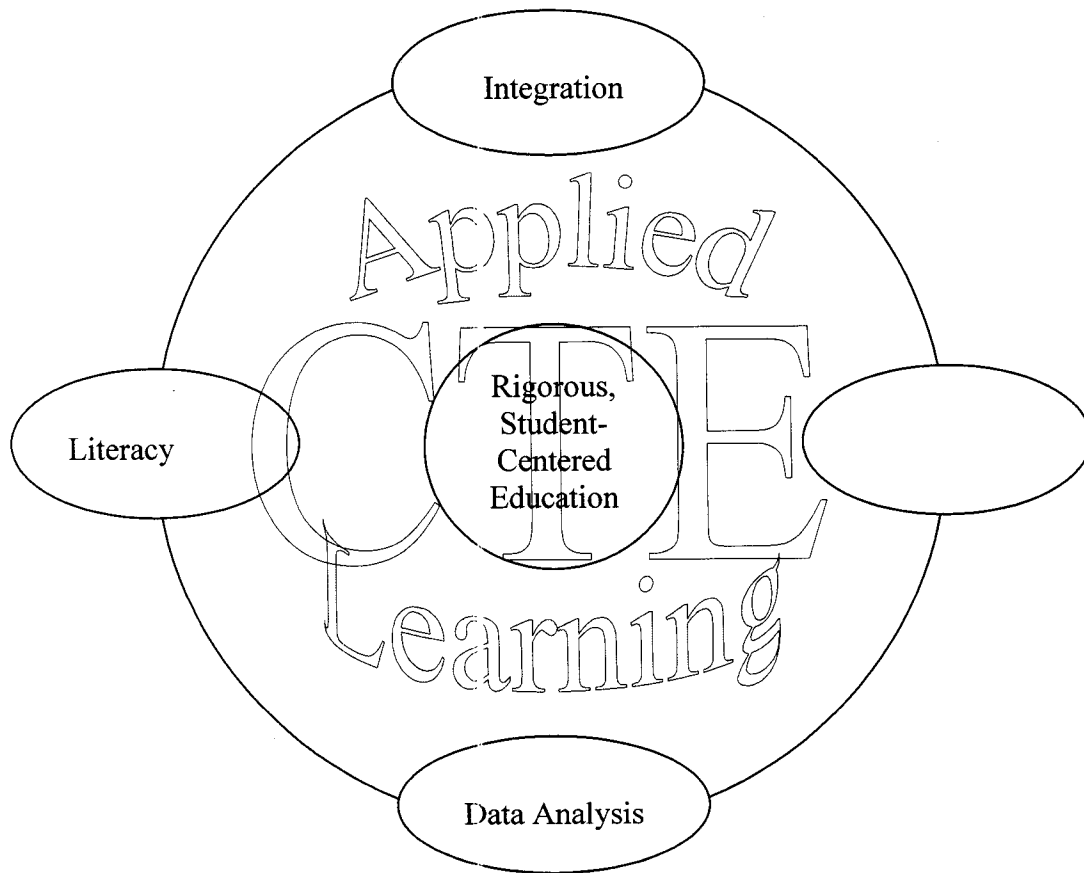 Integration
Applied
CTE
Rigorous,
Student-
Centered
Education
Literacy
Learning
Data Analysis